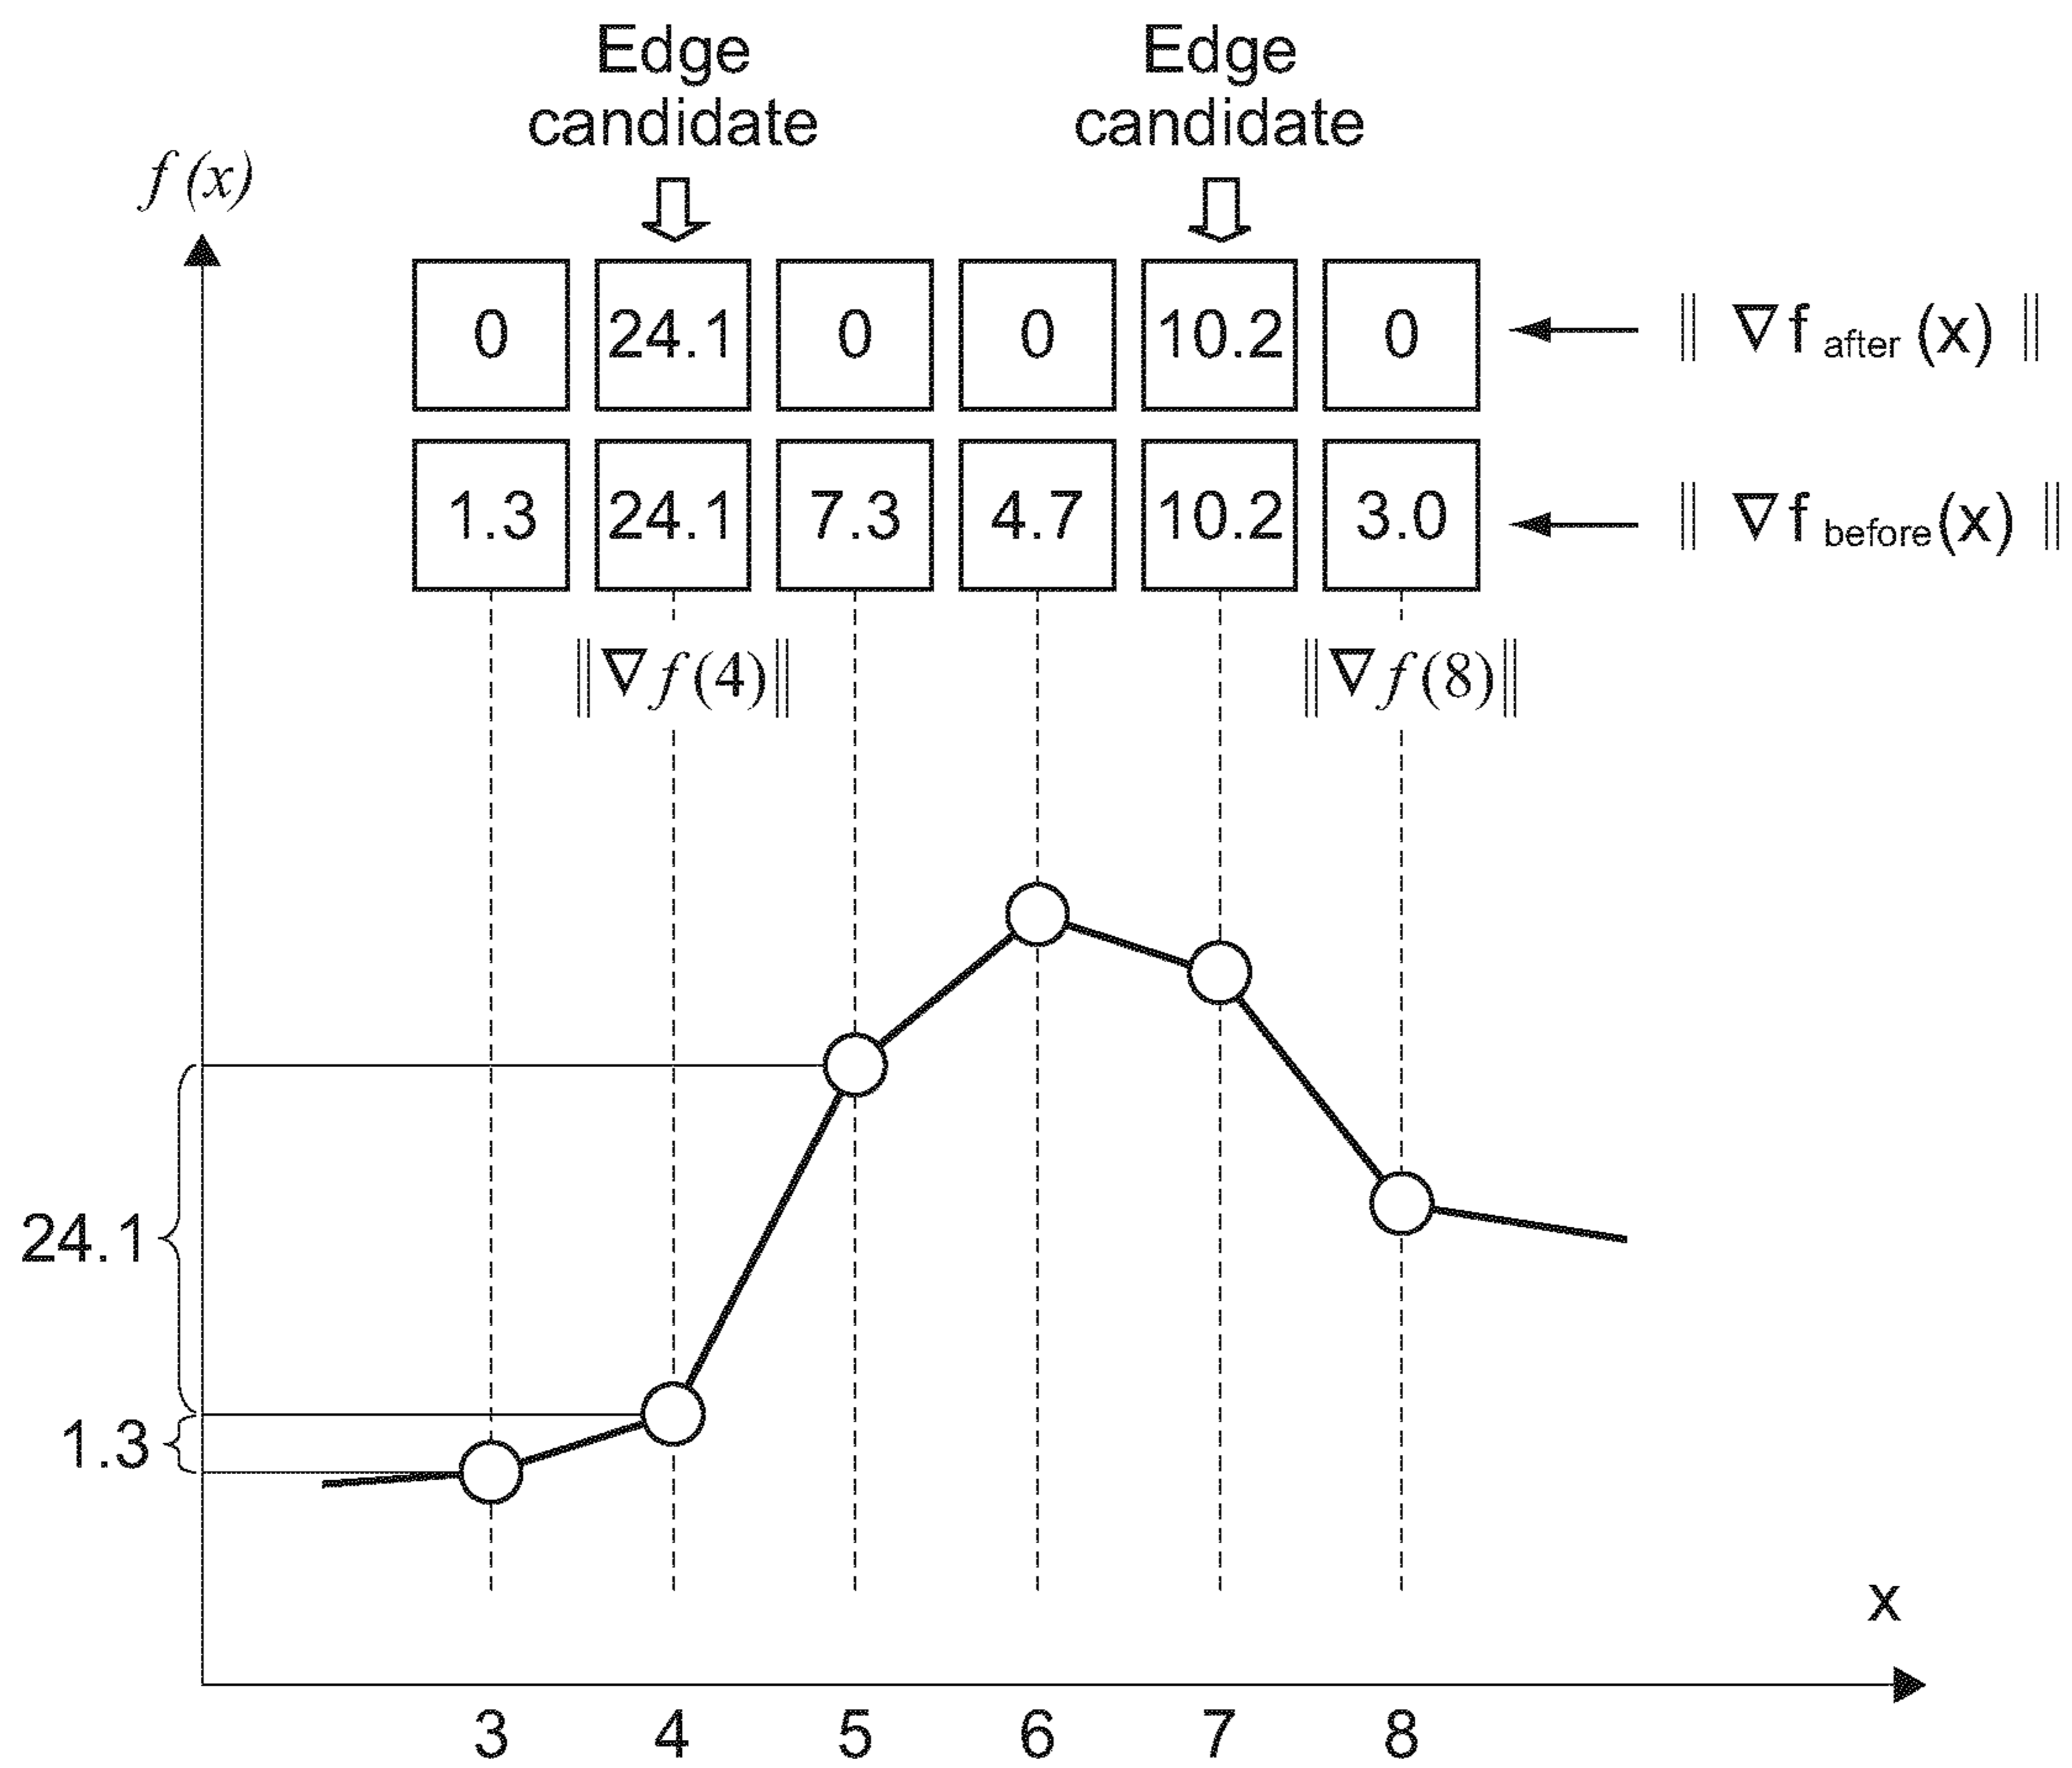 Edge candidate
Edge candidate
f (x)
0 24.1 0 0 10.2 0 ‖ ∇ f after (x) ‖
1.3 24.1 7.3 4.7 10.2 3.0 ‖ ∇ f before (x) ‖
‖∇ f (4)‖ ‖∇ f (8)‖
24.1
1.3
x
3 4 5 6 7 8